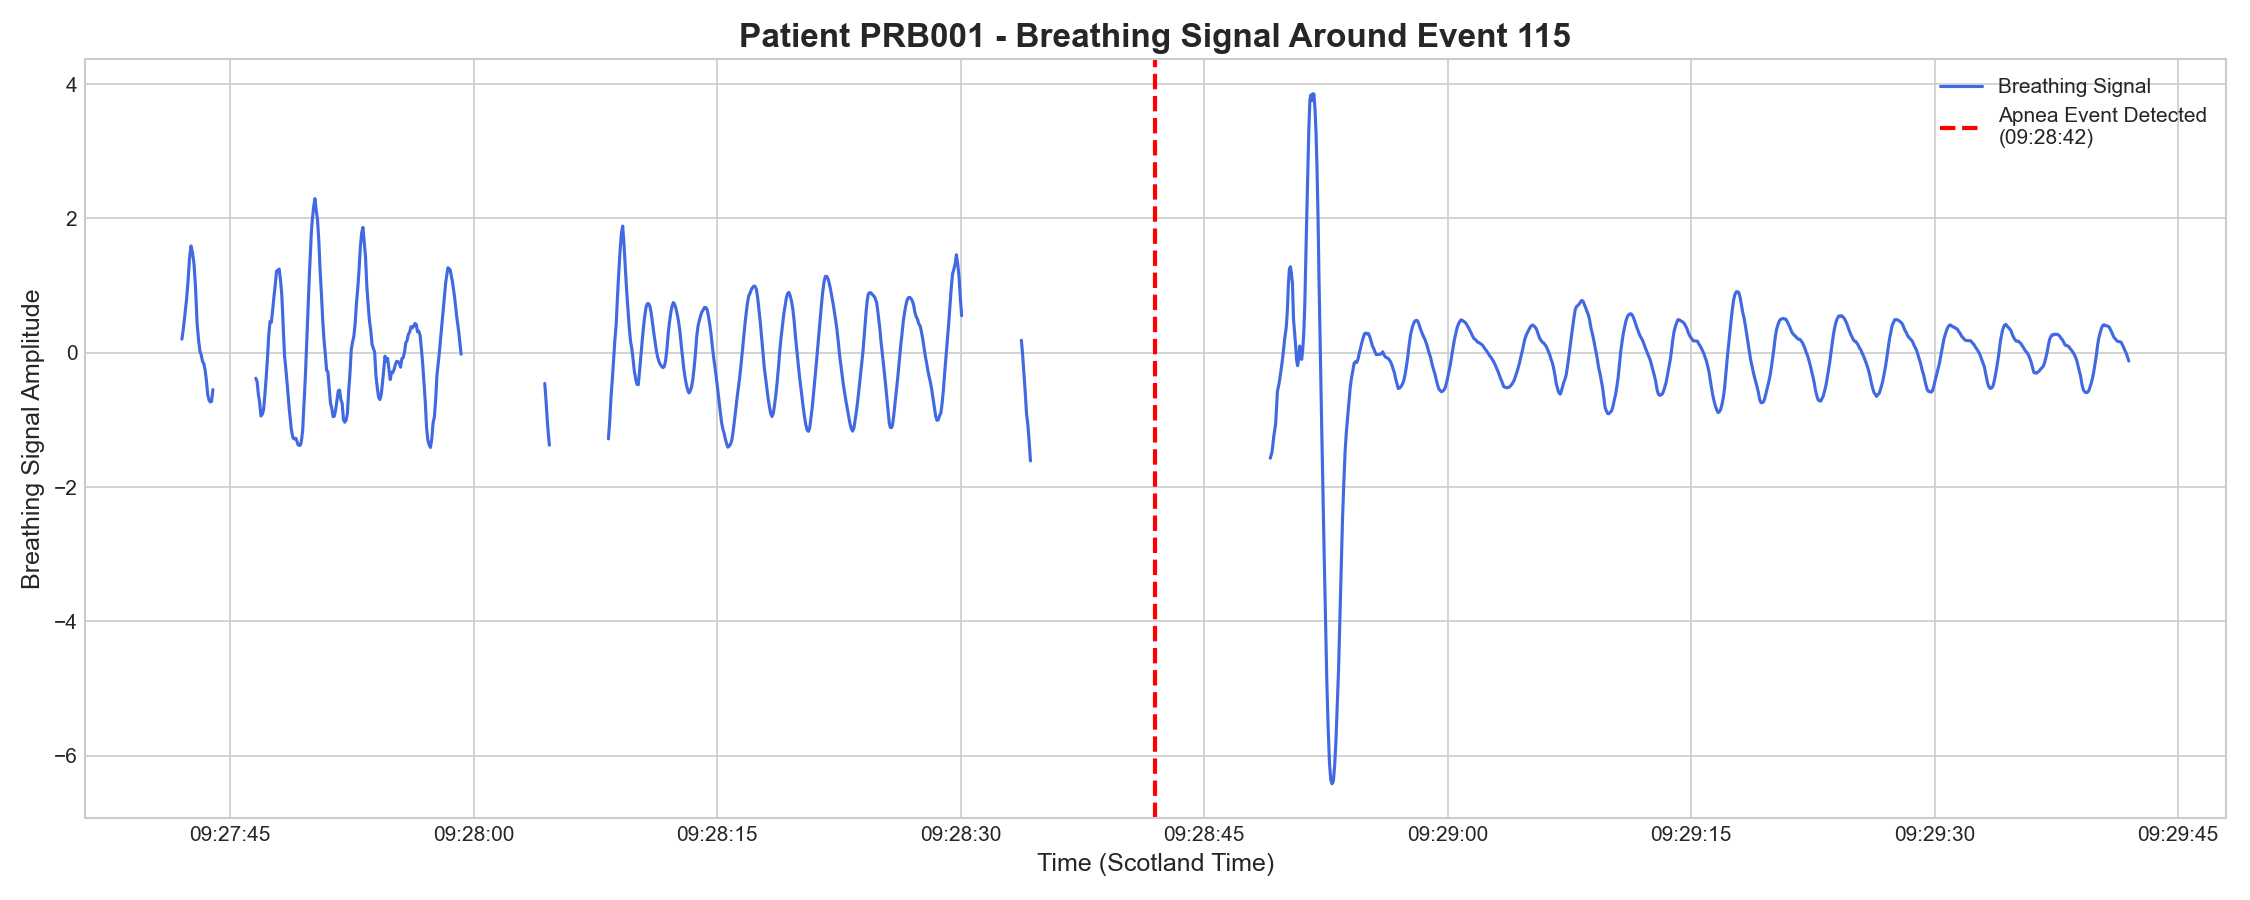 Patient PRB001 - Breathing Signal Around Event 115
Breathing Signal
Apnea Event Detected
(09:28:42)
Breathing Signal Amplitude
4
2
0
−2
−4
−6
09:27:45 09:28:00 09:28:15 09:28:30 09:28:45 09:29:00 09:29:15 09:29:30 09:29:45
Time (Scotland Time)